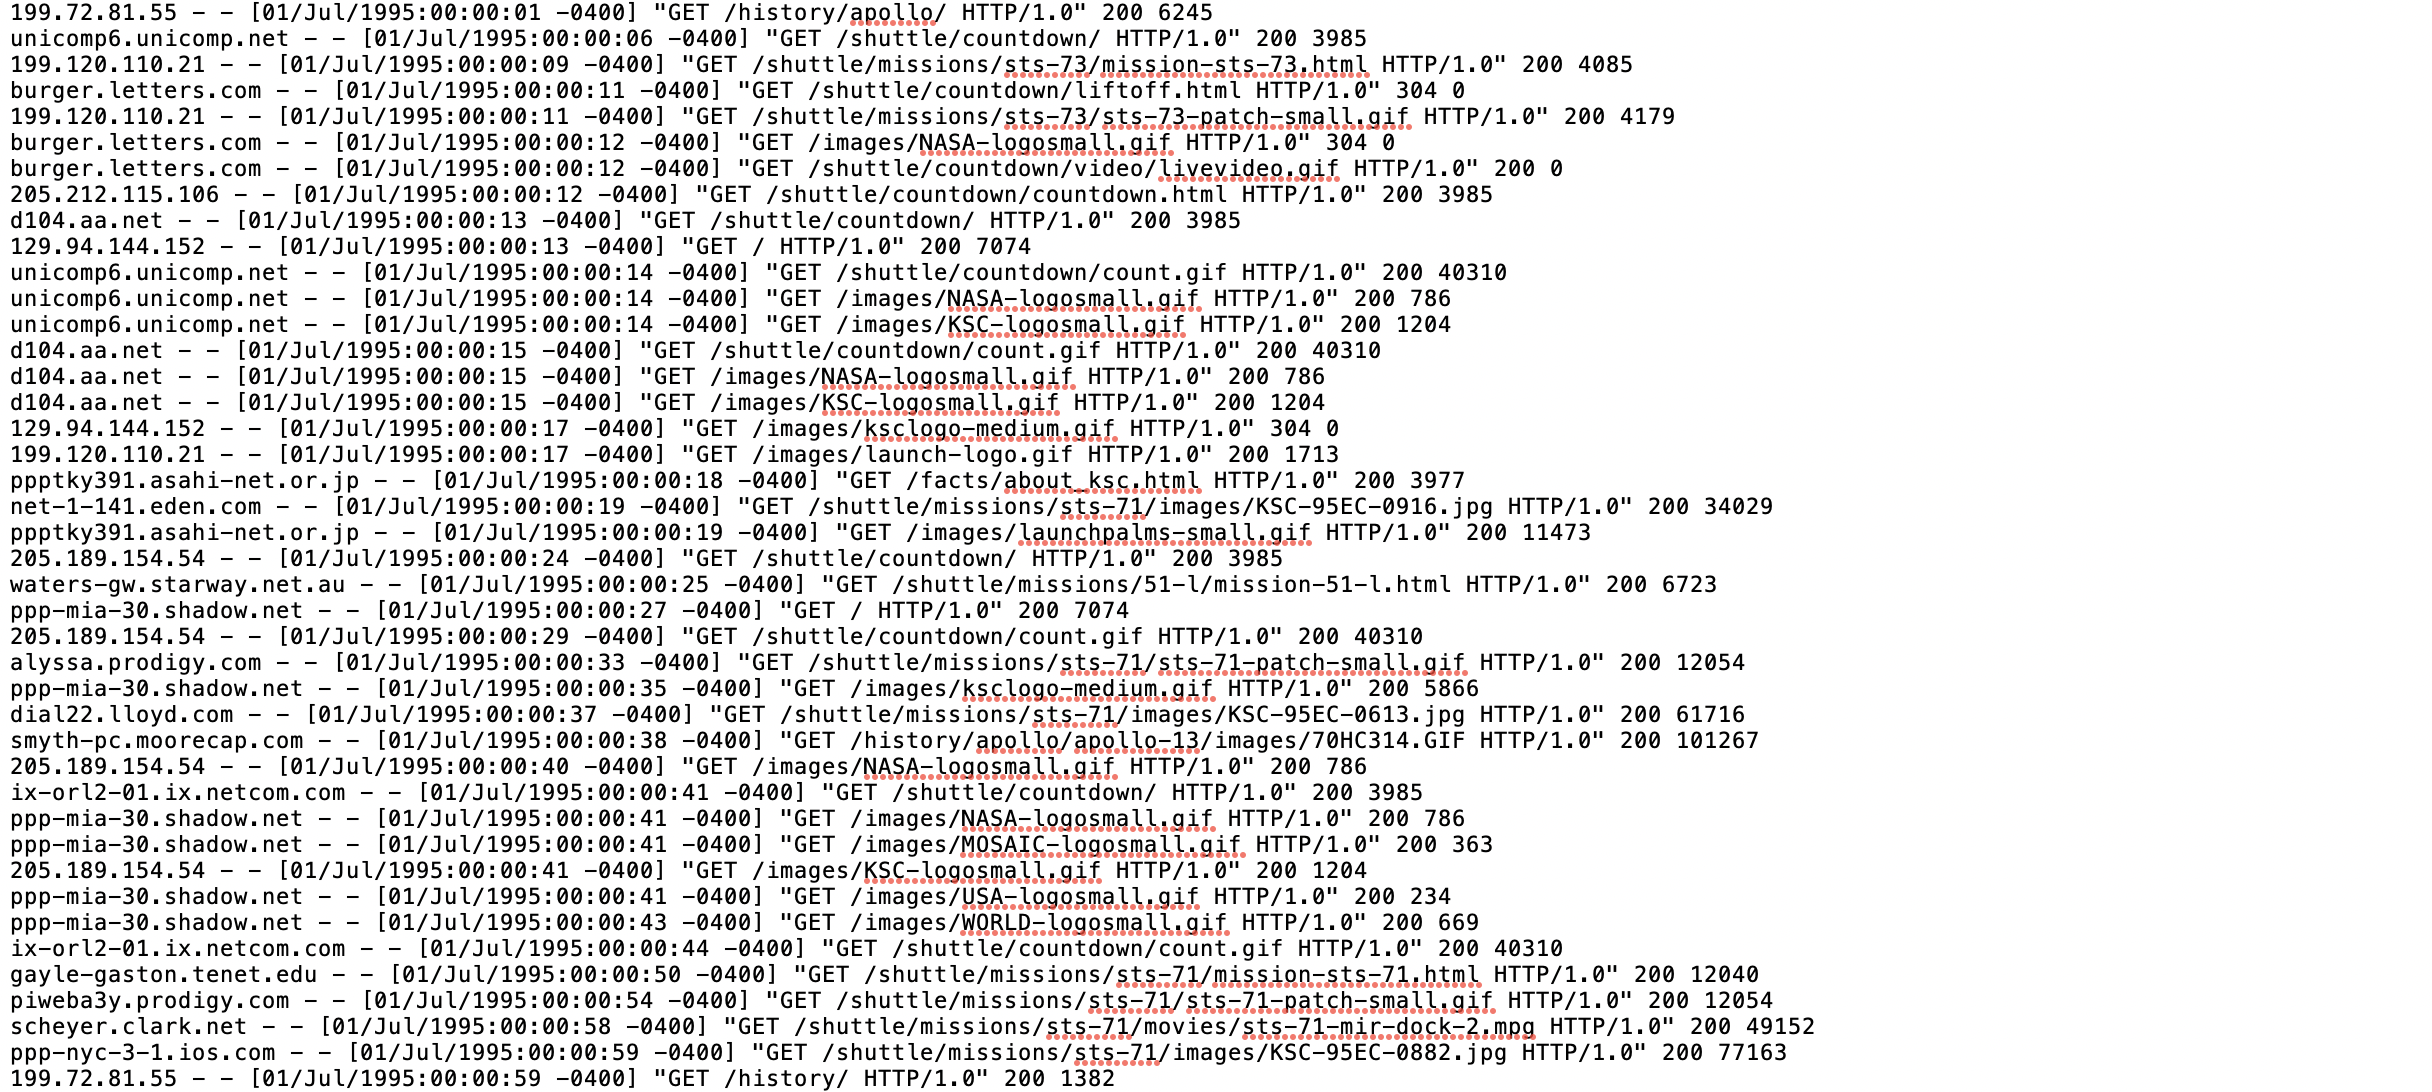 199.72.81.55 - - [01/Jul/1995:00:00:01 -0400] "GET /history/apollo/ HTTP/1.0" 200 6245
unicomp6.unicomp.net - - [01/Jul/1995:00:00:06 -0400] "GET /shuttle/countdown/ HTTP/1.0" 200 3985
199.120.110.21 - - [01/Jul/1995:00:00:09 -0400] "GET /shuttle/missions/sts-73/mission-sts-73.html HTTP/1.0" 200 4085
burger.letters.com - - [01/Jul/1995:00:00:11 -0400] "GET /shuttle/countdown/liftoff.html HTTP/1.0" 304 0
199.120.110.21 - - [01/Jul/1995:00:00:11 -0400] "GET /shuttle/missions/sts-73/sts-73-patch-small.gif HTTP/1.0" 200 4179
burger.letters.com - - [01/Jul/1995:00:00:12 -0400] "GET /images/NASA-logosmall.gif HTTP/1.0" 304 0
burger.letters.com - - [01/Jul/1995:00:00:12 -0400] "GET /shuttle/countdown/video/livevideo.gif HTTP/1.0" 200 0
205.212.115.106 - - [01/Jul/1995:00:00:12 -0400] "GET /shuttle/countdown/countdown.html HTTP/1.0" 200 3985
d104.aa.net - - [01/Jul/1995:00:00:13 -0400] "GET /shuttle/countdown/ HTTP/1.0" 200 3985
129.94.144.152 - - [01/Jul/1995:00:00:13 -0400] "GET / HTTP/1.0" 200 7074
unicomp6.unicomp.net - - [01/Jul/1995:00:00:14 -0400] "GET /shuttle/countdown/count.gif HTTP/1.0" 200 40310
unicomp6.unicomp.net - - [01/Jul/1995:00:00:14 -0400] "GET /images/NASA-logosmall.gif HTTP/1.0" 200 786
unicomp6.unicomp.net - - [01/Jul/1995:00:00:14 -0400] "GET /images/KSC-logosmall.gif HTTP/1.0" 200 1204
d104.aa.net - - [01/Jul/1995:00:00:15 -0400] "GET /shuttle/countdown/count.gif HTTP/1.0" 200 40310
d104.aa.net - - [01/Jul/1995:00:00:15 -0400] "GET /images/NASA-logosmall.gif HTTP/1.0" 200 786
d104.aa.net - - [01/Jul/1995:00:00:15 -0400] "GET /images/KSC-logosmall.gif HTTP/1.0" 200 1204
129.94.144.152 - - [01/Jul/1995:00:00:17 -0400] "GET /images/ksclogo-medium.gif HTTP/1.0" 304 0
199.120.110.21 - - [01/Jul/1995:00:00:17 -0400] "GET /images/launch-logo.gif HTTP/1.0" 200 1713
ppptky391.asahi-net.or.jp - - [01/Jul/1995:00:00:18 -0400] "GET /facts/about_ksc.html HTTP/1.0" 200 3977
net-1-141.eden.com - - [01/Jul/1995:00:00:19 -0400] "GET /shuttle/missions/sts-71/images/KSC-95EC-0916.jpg HTTP/1.0" 200 34029
ppptky391.asahi-net.or.jp - - [01/Jul/1995:00:00:19 -0400] "GET /images/launchpalms-small.gif HTTP/1.0" 200 11473
205.189.154.54 - - [01/Jul/1995:00:00:24 -0400] "GET /shuttle/countdown/ HTTP/1.0" 200 3985
waters-gw.starway.net.au - - [01/Jul/1995:00:00:25 -0400] "GET /shuttle/missions/51-l/mission-51-l.html HTTP/1.0" 200 6723
ppp-mia-30.shadow.net - - [01/Jul/1995:00:00:27 -0400] "GET / HTTP/1.0" 200 7074
205.189.154.54 - - [01/Jul/1995:00:00:29 -0400] "GET /shuttle/countdown/count.gif HTTP/1.0" 200 40310
alyssa.prodigy.com - - [01/Jul/1995:00:00:33 -0400] "GET /shuttle/missions/sts-71/sts-71-patch-small.gif HTTP/1.0" 200 12054
ppp-mia-30.shadow.net - - [01/Jul/1995:00:00:35 -0400] "GET /images/ksclogo-medium.gif HTTP/1.0" 200 5866
dial22.lloyd.com - - [01/Jul/1995:00:00:37 -0400] "GET /shuttle/missions/sts-71/images/KSC-95EC-0613.jpg HTTP/1.0" 200 61716
smyth-pc.moorecap.com - - [01/Jul/1995:00:00:38 -0400] "GET /history/apollo/apollo-13/images/70HC314.GIF HTTP/1.0" 200 101267
205.189.154.54 - - [01/Jul/1995:00:00:40 -0400] "GET /images/NASA-logosmall.gif HTTP/1.0" 200 786
ix-orl2-01.ix.netcom.com - - [01/Jul/1995:00:00:41 -0400] "GET /shuttle/countdown/ HTTP/1.0" 200 3985
ppp-mia-30.shadow.net - - [01/Jul/1995:00:00:41 -0400] "GET /images/NASA-logosmall.gif HTTP/1.0" 200 786
ppp-mia-30.shadow.net - - [01/Jul/1995:00:00:41 -0400] "GET /images/MOSAIC-logosmall.gif HTTP/1.0" 200 363
205.189.154.54 - - [01/Jul/1995:00:00:41 -0400] "GET /images/KSC-logosmall.gif HTTP/1.0" 200 1204
ppp-mia-30.shadow.net - - [01/Jul/1995:00:00:41 -0400] "GET /images/USA-logosmall.gif HTTP/1.0" 200 234
ppp-mia-30.shadow.net - - [01/Jul/1995:00:00:43 -0400] "GET /images/WORLD-logosmall.gif HTTP/1.0" 200 669
ix-orl2-01.ix.netcom.com - - [01/Jul/1995:00:00:44 -0400] "GET /shuttle/countdown/count.gif HTTP/1.0" 200 40310
gayle-gaston.tenet.edu - - [01/Jul/1995:00:00:50 -0400] "GET /shuttle/missions/sts-71/mission-sts-71.html HTTP/1.0" 200 12040
piweba3y.prodigy.com - - [01/Jul/1995:00:00:54 -0400] "GET /shuttle/missions/sts-71/sts-71-patch-small.gif HTTP/1.0" 200 12054
scheyer.clark.net - - [01/Jul/1995:00:00:58 -0400] "GET /shuttle/missions/sts-71/movies/sts-71-mir-dock-2.mpg HTTP/1.0" 200 49152
ppp-nyc-3-1.ios.com - - [01/Jul/1995:00:00:59 -0400] "GET /shuttle/missions/sts-71/images/KSC-95EC-0882.jpg HTTP/1.0" 200 77163
199.72.81.55 - - [01/Jul/1995:00:00:59 -0400] "GET /history/ HTTP/1.0" 200 1382